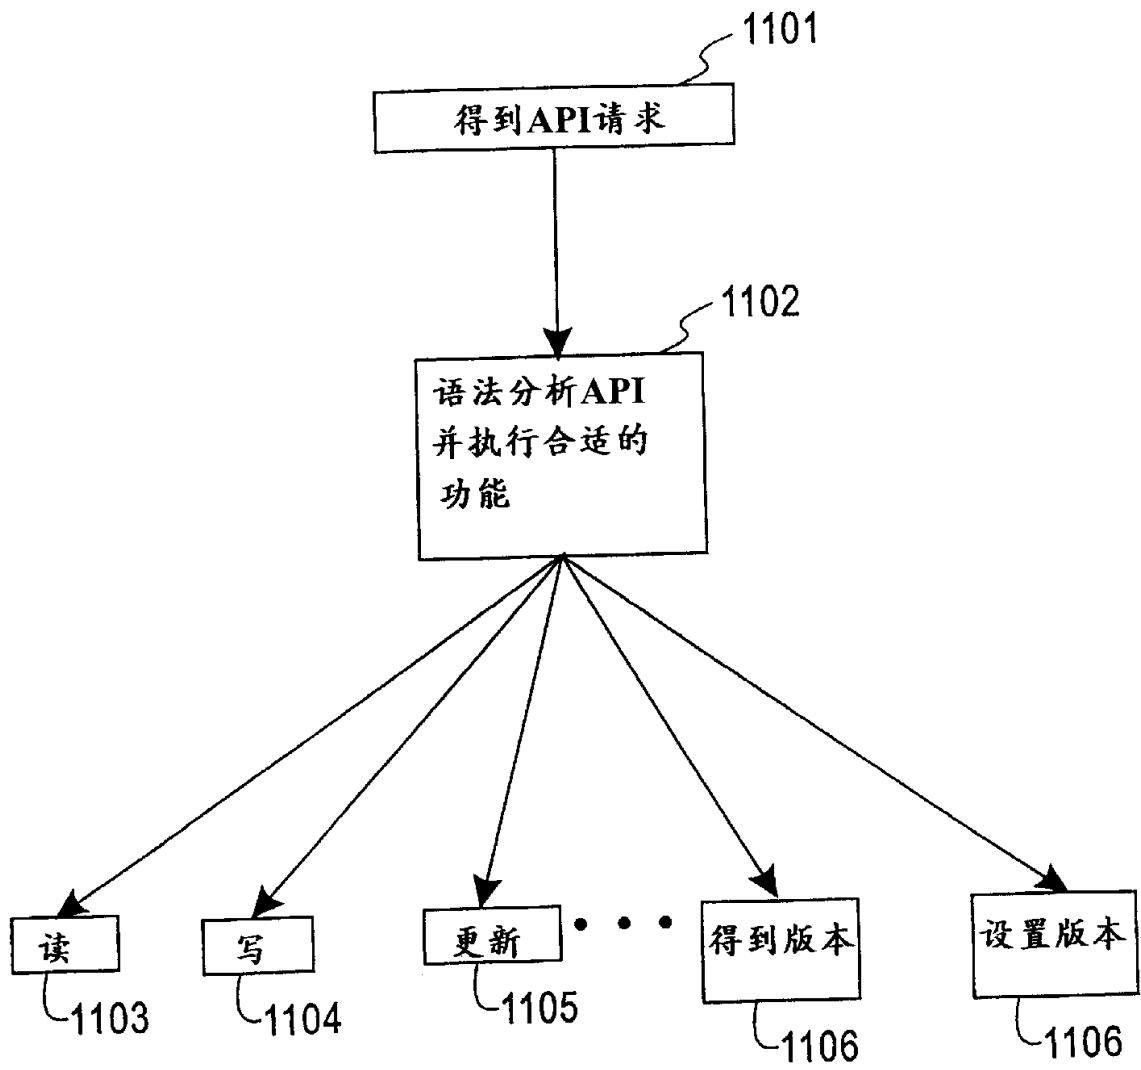 1101
得到API请求
1102
语法分析API
并执行合适的
功能
读
写
更新
得到版本
设置版本
1103
1104
1105
1106
1106